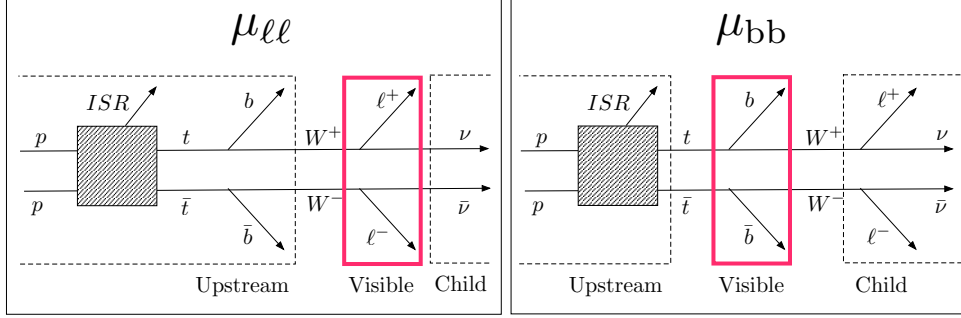 μℓℓ
ISR
b
ℓ+
p
t
W+
ν
p
t̄
W−
ν̄
b̄
ℓ−
Upstream
Visible
Child
μbb
ISR
b
ℓ+
p
t
W+
ν
p
t̄
W−
ν̄
b̄
ℓ−
Upstream
Visible
Child